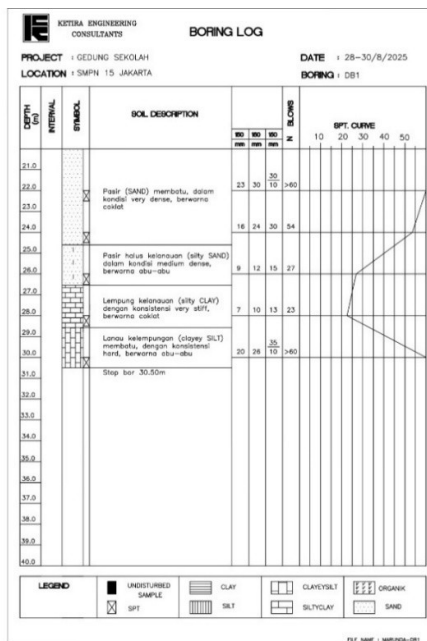 KETIRA ENGINEERING
CONSULTANTS
BORING LOG
PROJECT : GEDUNG SEKOLAH
DATE : 28-30/8/2025
LOCATION : SMPN 15 JAKARTA
BORING : DB1
DEPTH (m)
INTERVAL
SYMBOL
SOIL DESCRIPTION
150 mm
150 mm
150 mm
N BLOWS
SPT. CURVE
10 20 30 40 50
21.0
22.0
23.0
24.0
25.0
26.0
27.0
28.0
29.0
30.0
31.0
32.0
33.0
34.0
35.0
36.0
37.0
38.0
39.0
40.0
Pasir (SAND) membatu, dalam
kondisi very dense, berwarna
coklat
Pasir halus kelanauan (silty SAND)
dalam kondisi medium dense,
berwarna abu-abu
Lempung kelanauan (silty CLAY)
dengan konsistensi very stiff,
berwarna coklat
Lanau kelempungan (clayey SILT)
membatu, dengan konsistensi
hard, berwarna abu-abu
Stop bor 30.50m
23 30 30/10 >60
16 24 30 54
9 12 15 27
7 10 13 23
20 26 35/10 >60
LEGEND
UNDISTURBED
SAMPLE
SPT
CLAY
SILT
CLAYEYSILT
SILTYCLAY
ORGANIK
SAND
FILE NAME : MARUNDA-DB1